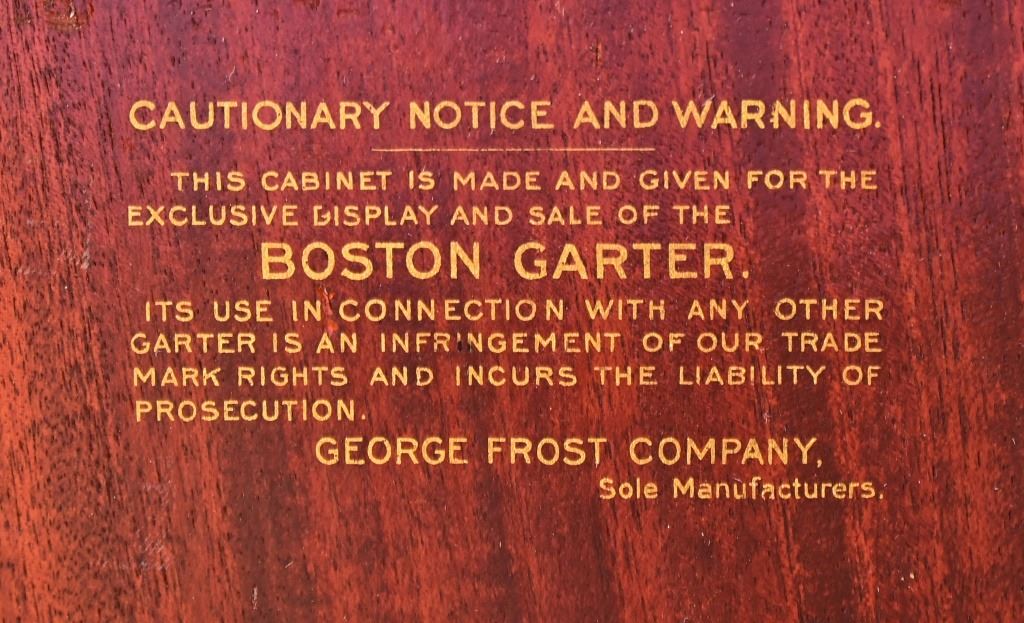 CAUTIONARY NOTICE AND WARNING.
THIS CABINET IS MADE AND GIVEN FOR THE
EXCLUSIVE DISPLAY AND SALE OF THE
BOSTON GARTER.
ITS USE IN CONNECTION WITH ANY OTHER
GARTER IS AN INFRINGEMENT OF OUR TRADE
MARK RIGHTS AND INCURS THE LIABILITY OF
PROSECUTION.
GEORGE FROST COMPANY,
Sole Manufacturers.